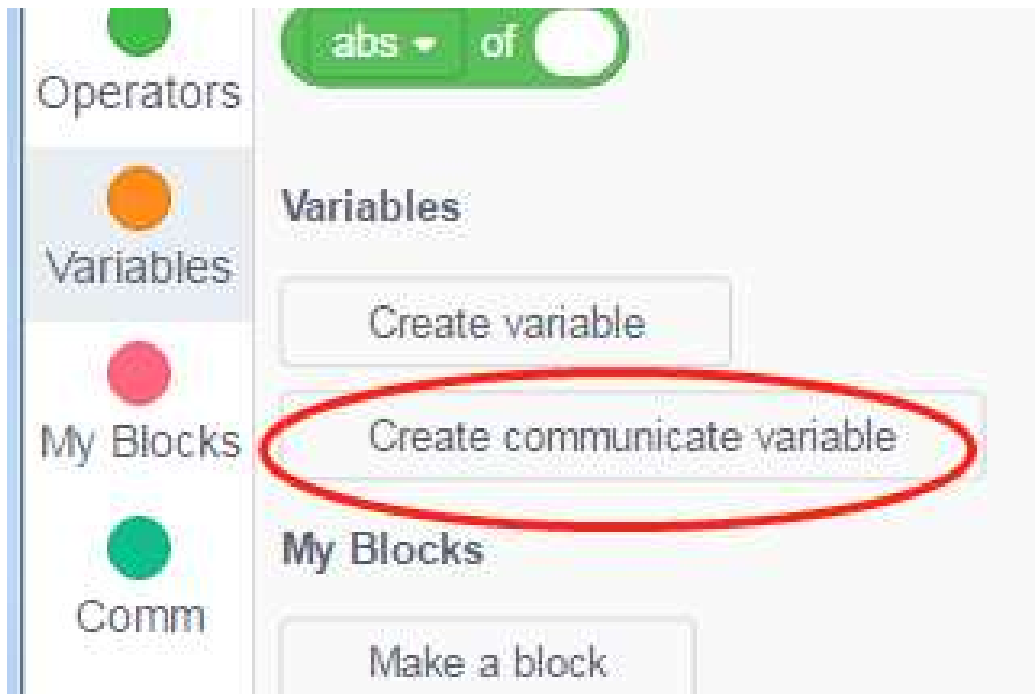 abs of
Operators
Variables
Variables
Create variable
Create communicate variable
My Blocks
My Blocks
Comm
Make a block